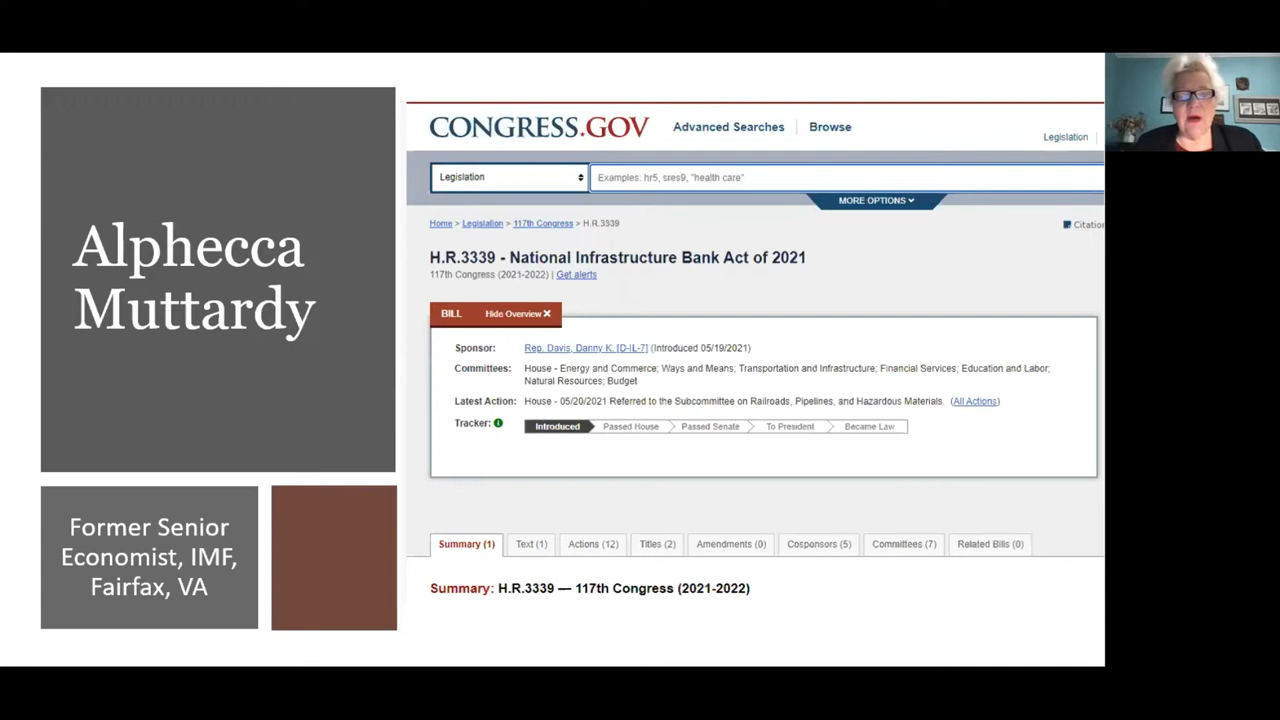 Alphecca
Muttardy
Former Senior
Economist, IMF,
Fairfax, VA
CONGRESS.GOV Advanced Searches Browse
Legislation
Legislation Examples: hr5, sres9, "health care"
MORE OPTIONS
Home > Legislation > 117th Congress > H.R.3339
Citation
H.R.3339 - National Infrastructure Bank Act of 2021
117th Congress (2021-2022) | Get alerts
BILL Hide Overview
Sponsor: Rep. Davis, Danny K. [D-IL-7] (Introduced 05/19/2021)
Committees: House - Energy and Commerce; Ways and Means; Transportation and Infrastructure; Financial Services; Education and Labor;
Natural Resources; Budget
Latest Action: House - 05/20/2021 Referred to the Subcommittee on Railroads, Pipelines, and Hazardous Materials. (All Actions)
Tracker: Introduced Passed House Passed Senate To President Became Law
Summary (1) Text (1) Actions (12) Titles (2) Amendments (0) Cosponsors (5) Committees (7) Related Bills (0)
Summary: H.R.3339 — 117th Congress (2021-2022)